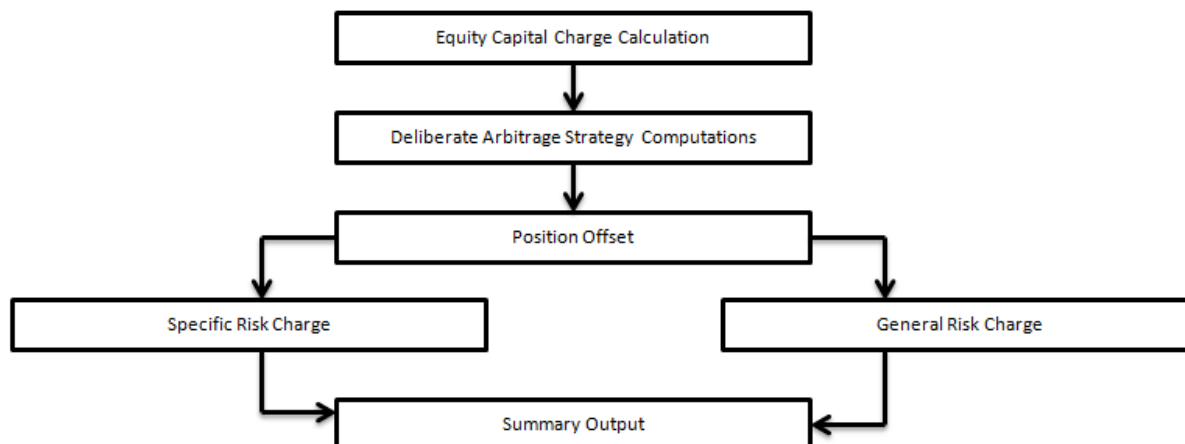 Equity Capital Charge Calculation
Deliberate Arbitrage Strategy Computations
Position Offset
Specific Risk Charge
General Risk Charge
Summary Output